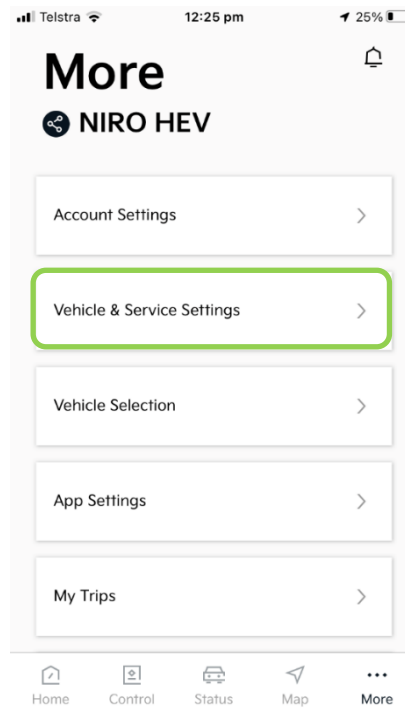 Telstra 12:25 pm 25%
More
NIRO HEV
Account Settings
Vehicle & Service Settings
Vehicle Selection
App Settings
My Trips
Home Control Status Map More